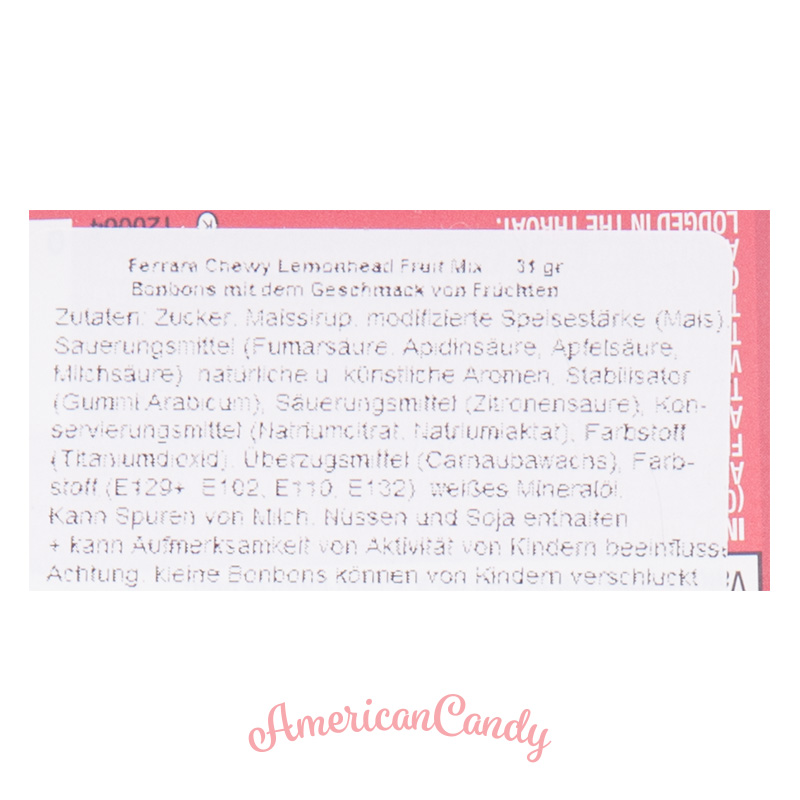 120004
K
LODGED IN THE THROAT.
Ferrara Chewy Lemonhead Fruit Mix 31 gr
Bonbons mit dem Geschmack von Früchten
Zutaten: Zucker, Maissirup, modifizierte Speisestärke (Mais),
Säuerungsmittel (Fumarsäure, Apidinsäure, Apfelsäure,
Milchsäure) natürliche u. künstliche Aromen, Stabilisator
(Gummi Arabicum), Säuerungsmittel (Zitronensäure), Kon-
servierungsmittel (Natriumcitrat, Natriumlaktat), Farbstoff
(Titaniumdioxid), Überzugsmittel (Carnaubawachs), Farb-
stoff (E129+ E102, E110, E132) weißes Mineralöl.
Kann Spuren von Milch, Nüssen und Soja enthalten
+ kann Aufmerksamkeit von Aktivität von Kindern beeinflusse
Achtung, kleine Bonbons können von Kindern verschluckt
AmericanCandy